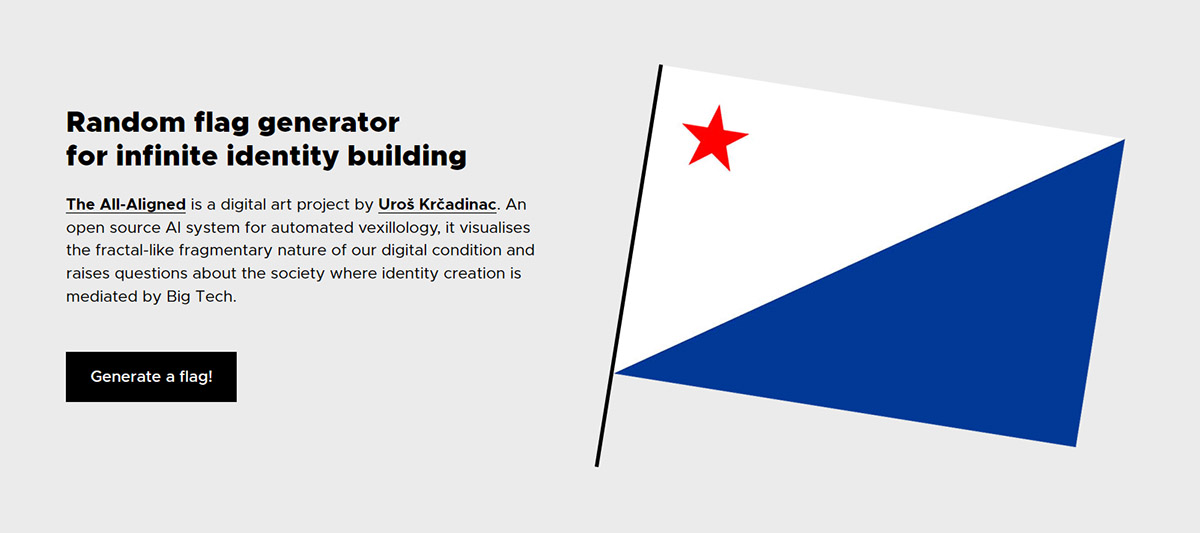 Random flag generator
for infinite identity building
The All-Aligned is a digital art project by Uroš Krčadinac. An
open source AI system for automated vexillology, it visualises
the fractal-like fragmentary nature of our digital condition and
raises questions about the society where identity creation is
mediated by Big Tech.
Generate a flag!